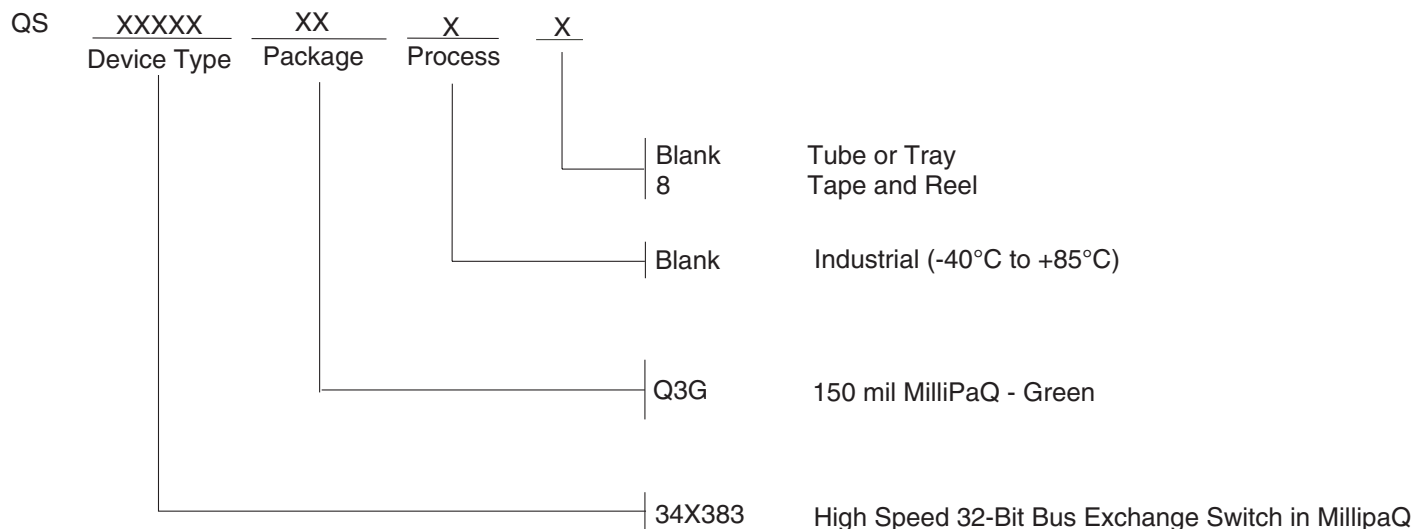 QS XXXXX XX X X
Device Type Package Process
Blank Tube or Tray
8 Tape and Reel
Blank Industrial (-40°C to +85°C)
Q3G 150 mil MilliPaQ - Green
34X383 High Speed 32-Bit Bus Exchange Switch in MillipaQ